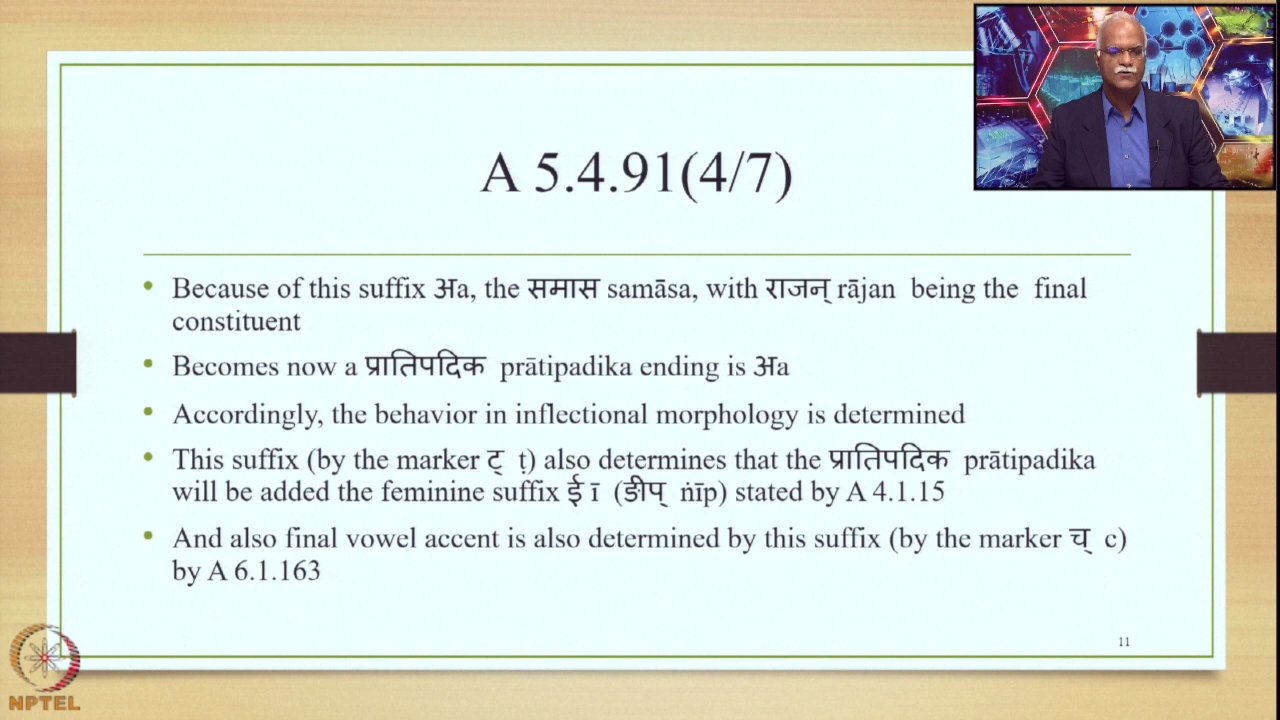 A 5.4.91(4/7)
• Because of this suffix अa, the समास samāsa, with राजन् rājan being the final
constituent
• Becomes now a प्रातिपदिक prātipadika ending is अa
• Accordingly, the behavior in inflectional morphology is determined
• This suffix (by the marker ट् ṭ) also determines that the प्रातिपदिक prātipadika
will be added the feminine suffix ई ī (ङीप् ṅīp) stated by A 4.1.15
• And also final vowel accent is also determined by this suffix (by the marker च् c)
by A 6.1.163
11
NPTEL